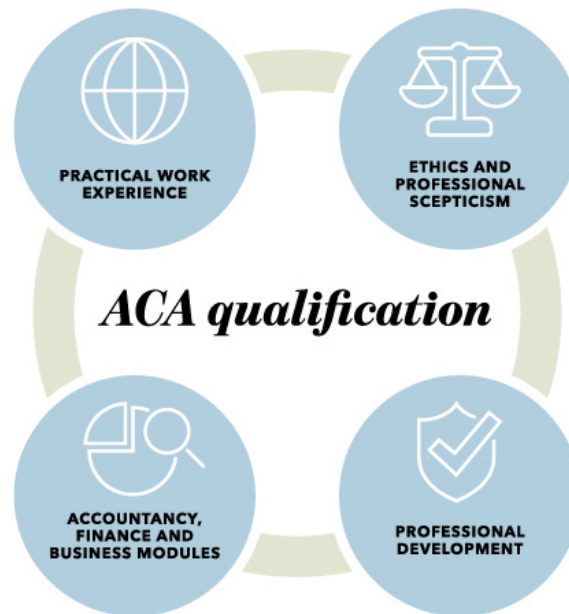 PRACTICAL WORK
EXPERIENCE
ETHICS AND
PROFESSIONAL
SCEPTICISM
ACA qualification
ACCOUNTANCY,
FINANCE AND
BUSINESS MODULES
PROFESSIONAL
DEVELOPMENT